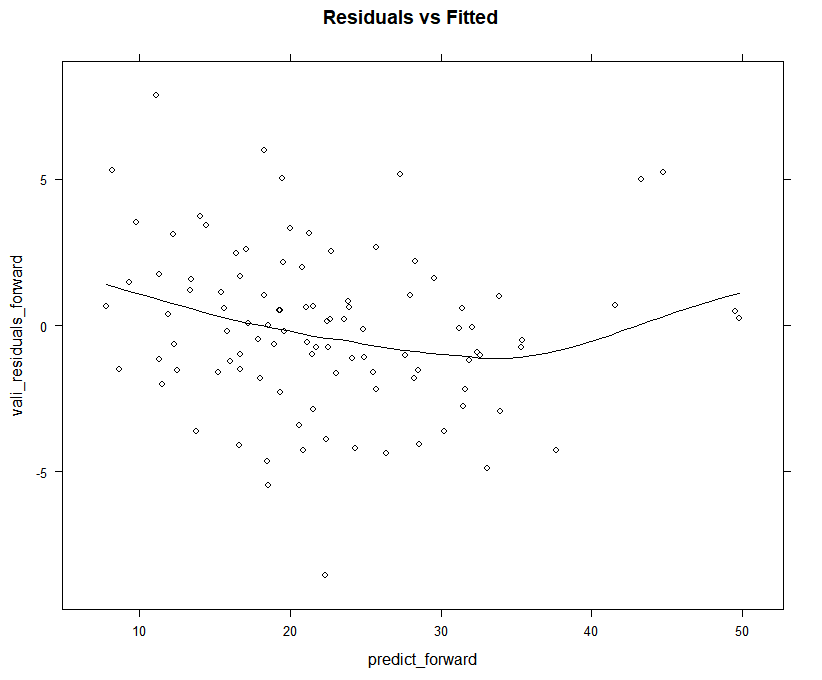 Residuals vs Fitted
5
0
-5
vali_residuals_forward
10 20 30 40 50
predict_forward